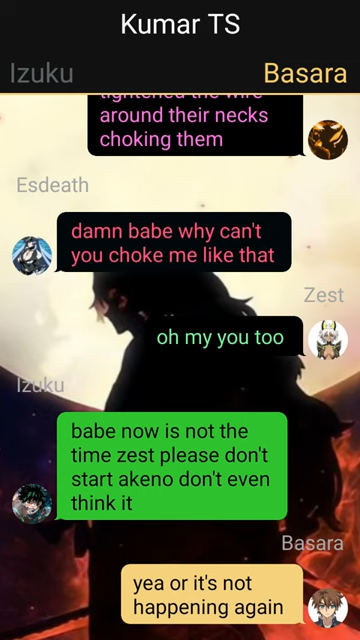 Kumar TS
Izuku
Basara
tightened the wire
around their necks
choking them
Esdeath
damn babe why can't
you choke me like that
Zest
oh my you too
Izuku
babe now is not the
time zest please don't
start akeno don't even
think it
Basara
yea or it's not
happening again